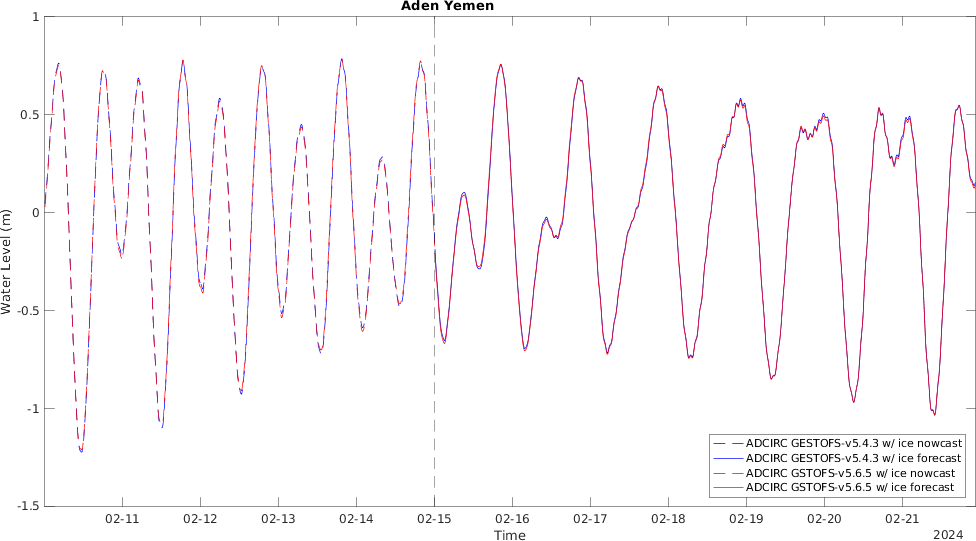 Aden Yemen
1
0.5
0
-0.5
-1
-1.5
Water Level (m)
02-11 02-12 02-13 02-14 02-15 02-16 02-17 02-18 02-19 02-20 02-21
Time
2024
ADCIRC GESTOFS-v5.4.3 w/ ice nowcast
ADCIRC GESTOFS-v5.4.3 w/ ice forecast
ADCIRC GSTOFS-v5.6.5 w/ ice nowcast
ADCIRC GSTOFS-v5.6.5 w/ ice forecast